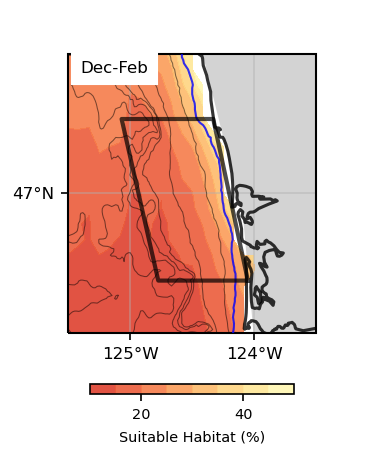 Dec-Feb
47°N
125°W 124°W
20 40
Suitable Habitat (%)